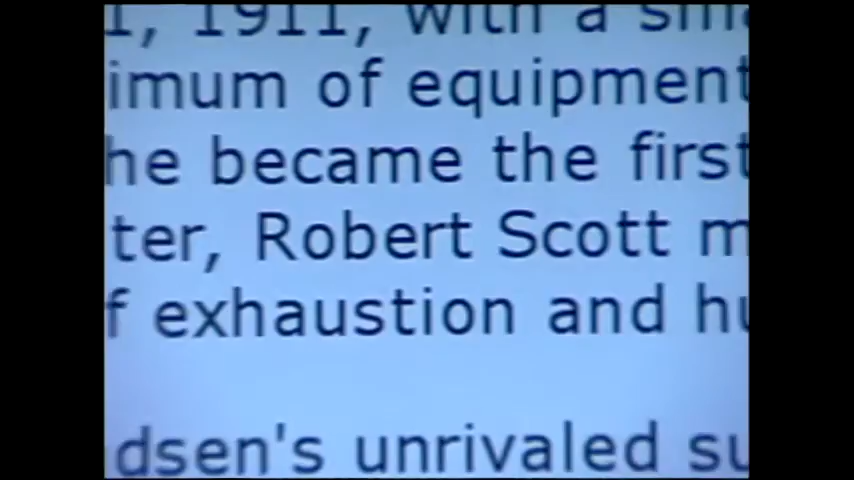 1, 1911, with a sma
imum of equipment
he became the first
ter, Robert Scott m
f exhaustion and hu
dsen's unrivaled su